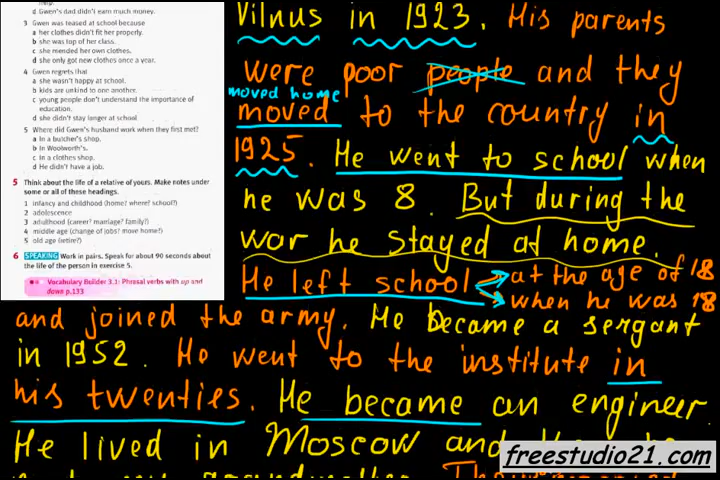 d Gwen's dad didn't earn much money.
3 Gwen was teased at school because
a her clothes didn't fit her properly.
b she was top of her class.
c she mended her own clothes.
d she only got new clothes once a year.
4 Gwen regrets that
a she wasn't happy at school.
b kids are unkind to one another.
c young people don't understand the importance of
education.
d she didn't stay longer at school
5 Where did Gwen's husband work when they first met?
a In a butcher's shop.
b In Woolworth's.
c In a clothes shop.
d He didn't have a job.
5 Think about the life of a relative of yours. Make notes under
some or all of these headings.
1 infancy and childhood (home? where? school?)
2 adolescence
3 adulthood (career? marriage? family?)
4 middle age (change of jobs? move home?)
5 old age (retire?)
6 SPEAKING Work in pairs. Speak for about 90 seconds about
the life of the person in exercise 5.
Vocabulary Builder 3.1: Phrasal verbs with up and
down p.133
Vilnus in 1923. His parents
were poor people and they
moved home
moved to the country in
1925. He went to school when
he was 8. But during the
war he stayed at home.
He left school at the age of 18
when he was 18
and joined the army. He became a sergant
in 1952. He went to the institute in
his twenties. He became an engineer.
He lived in Moscow and
freestudio21.com